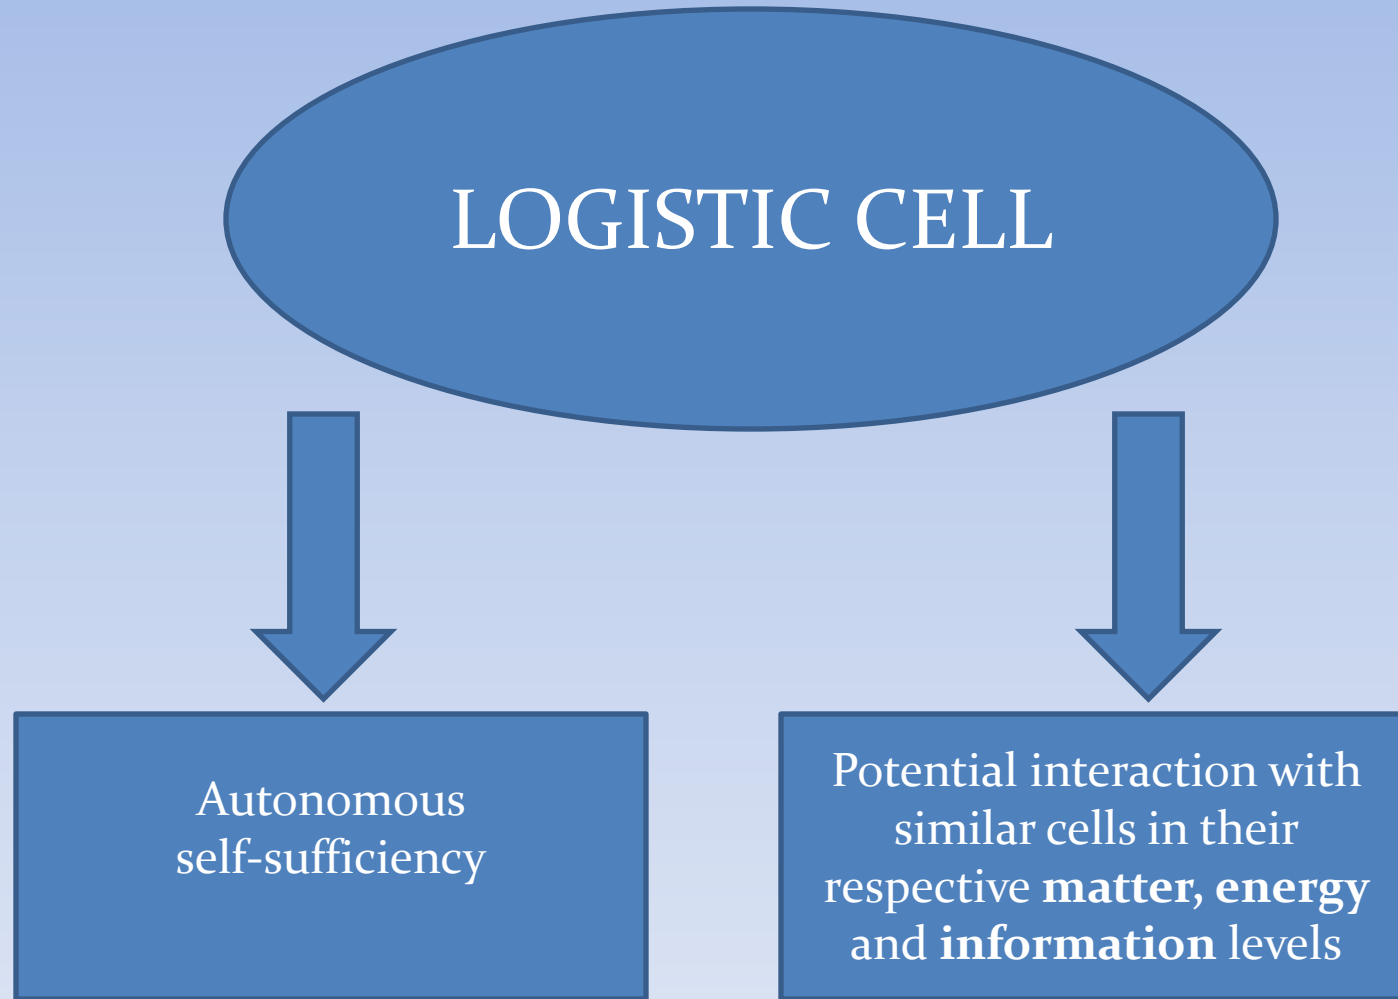 LOGISTIC CELL
Autonomous
self-sufficiency
Potential interaction with
similar cells in their
respective matter, energy
and information levels